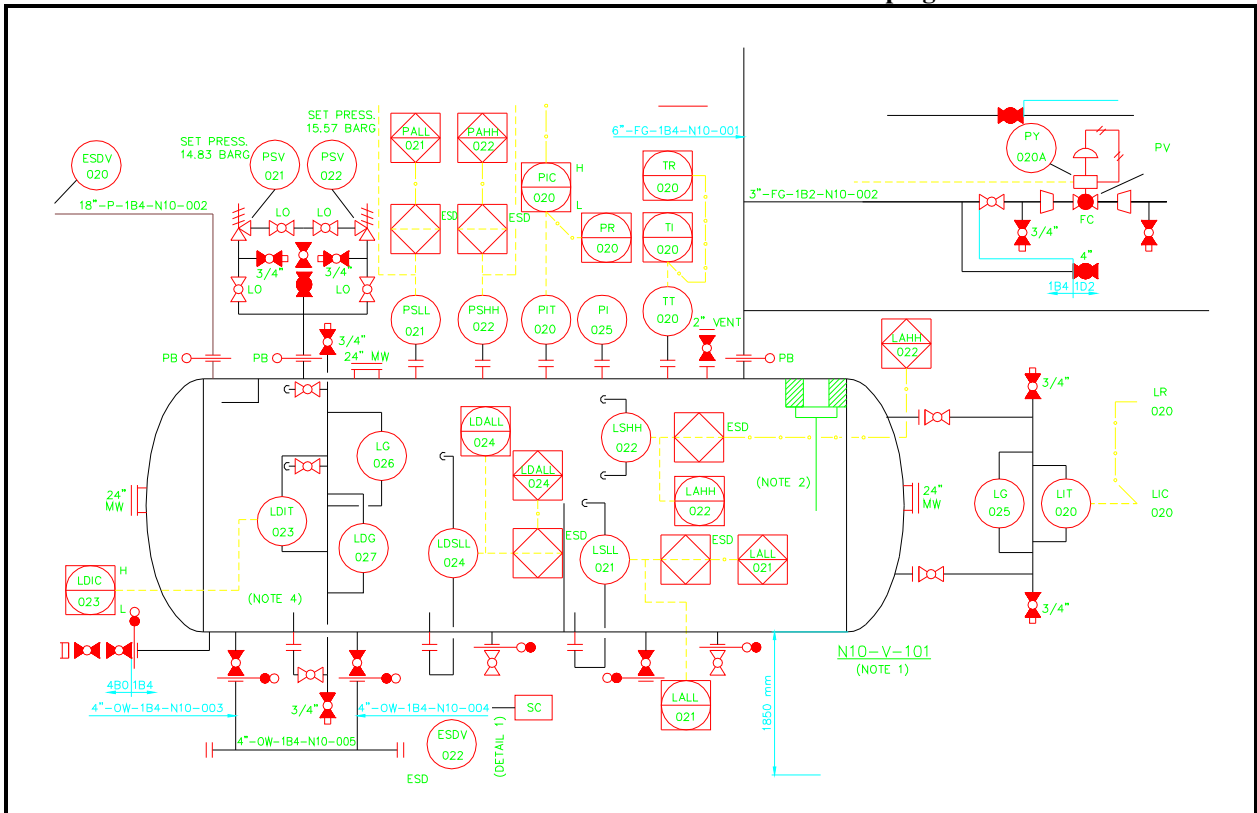 SET PRESS.
15.57 BARG
SET PRESS.
14.83 BARG
ESDV
020
PSV
021
PSV
022
PALL
021
PAHH
022
PIC
020
H
L
6"-FG-1B4-N10-001
TR
020
PY
020A
PV
18"-P-1B4-N10-002
LO
LO
ESD
ESD
PR
020
TI
020
3"-FG-1B2-N10-002
FC
3/4"
3/4"
3/4"
LO
LO
4"
1B4
1D2
PSLL
021
PSHH
022
PIT
020
PI
025
TT
020
2" VENT
3/4"
PB
PB
24" MW
PB
LAHH
022
3/4"
LR
020
LG
026
LDALL
024
LSHH
022
ESD
LDALL
024
(NOTE 2)
24"
MW
LAHH
022
24"
MW
LG
025
LIT
020
LIC
020
LDIT
023
LDG
027
LDSLL
024
ESD
LSLL
021
ESD
LALL
021
LDIC
023
H
L
(NOTE 4)
3/4"
N10-V-101
(NOTE 1)
4B0
1B4
4"-OW-1B4-N10-003
3/4"
4"-OW-1B4-N10-004
SC
LALL
021
1850 mm
4"-OW-1B4-N10-005
ESDV
022
(DETAIL 1)
ESD